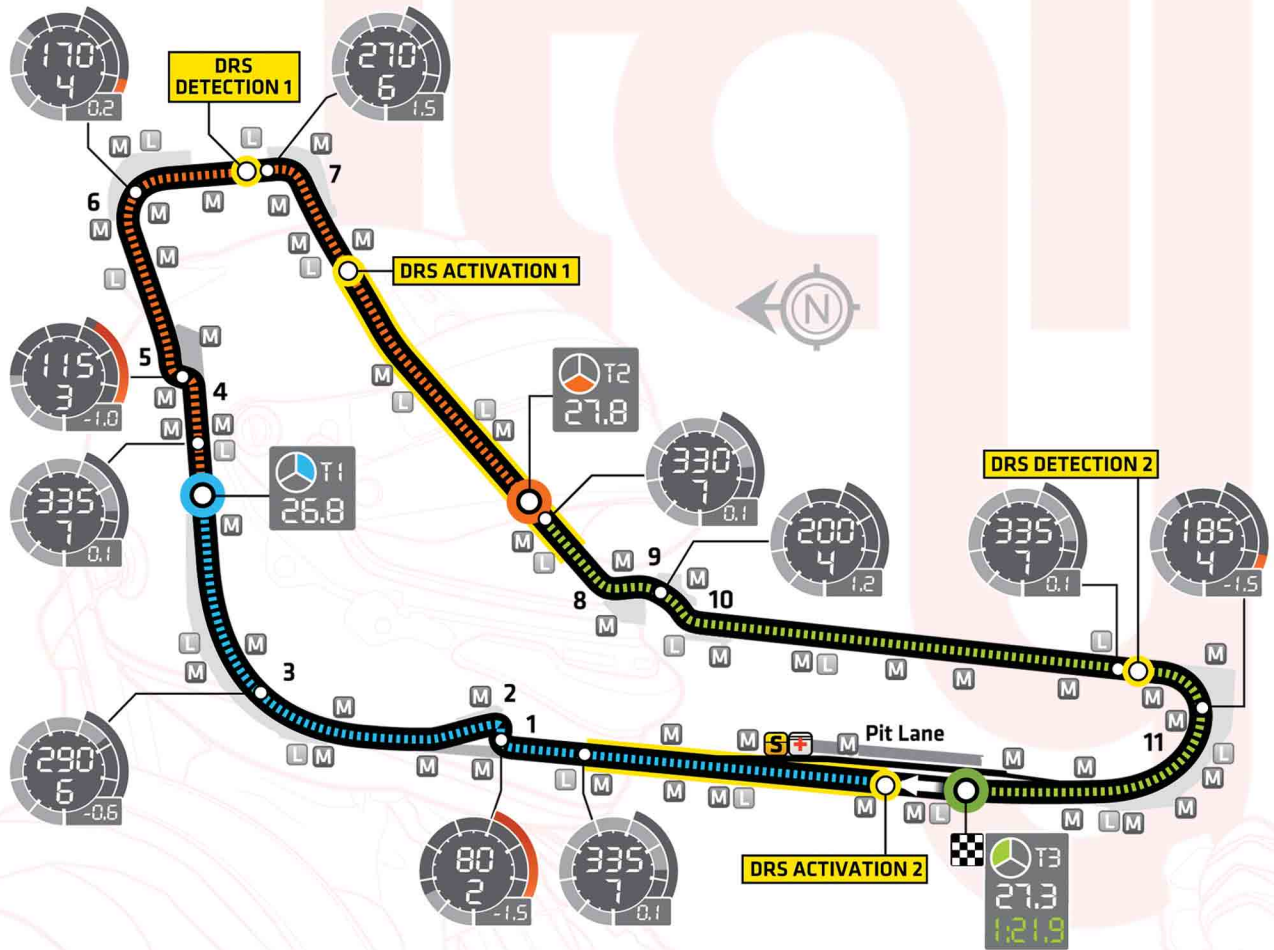 170
4
0.2
DRS
DETECTION 1
270
6
1.5
M
L
L
M
7
6
M
M
M
M
M
M
M
L
L
DRS ACTIVATION 1
N
115
3
-1.0
5
M
4
M
M
M
L
M
L
L
M
T2
27.8
335
7
0.1
T1
26.8
M
330
7
0.1
200
4
1.2
DRS DETECTION 2
335
7
0.1
185
4
-1.5
M
L
M
9
M
8
10
M
L
M
M
L
M
M
M
L
M
M
M
11
L
M
M
L
M
M
3
M
L
M
290
6
-0.6
M
2
1
M
M
L
M
M
M
S
M
Pit Lane
M
M
M
M
L
M
M
L
M
L
M
80
2
-1.5
335
7
0.1
DRS ACTIVATION 2
T3
27.3
1:21.9